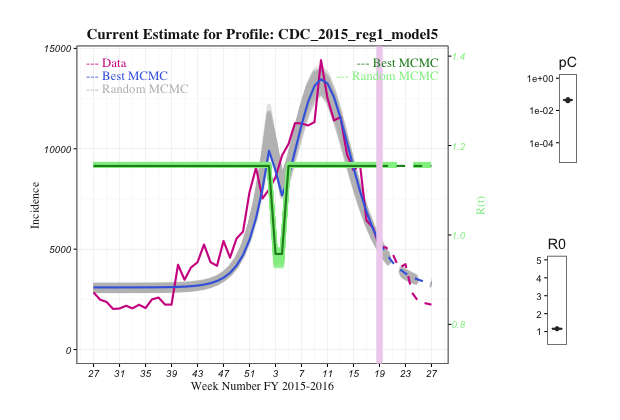 Current Estimate for Profile: CDC_2015_reg1_model5
--- Data
--- Best MCMC
--- Random MCMC
--- Best MCMC
--- Random MCMC
15000
10000
5000
0
Incidence
1.4
1.2
1.0
0.8
R(t)
27 31 35 39 43 47 51 3 7 11 15 19 23 27
Week Number FY 2015-2016
pC
1e+00
1e-02
1e-04
R0
5
4
3
2
1